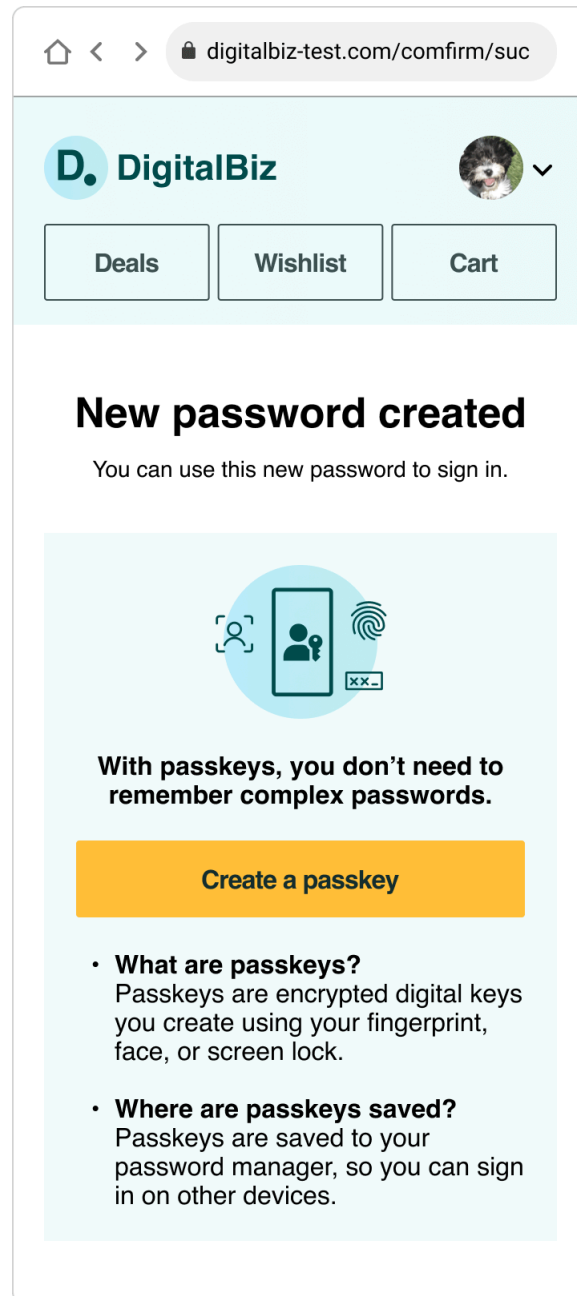 digitalbiz-test.com/comfirm/suc
D. DigitalBiz
Deals Wishlist Cart
New password created
You can use this new password to sign in.
xx_
With passkeys, you don’t need to
remember complex passwords.
Create a passkey
• What are passkeys?
Passkeys are encrypted digital keys
you create using your fingerprint,
face, or screen lock.
• Where are passkeys saved?
Passkeys are saved to your
password manager, so you can sign
in on other devices.